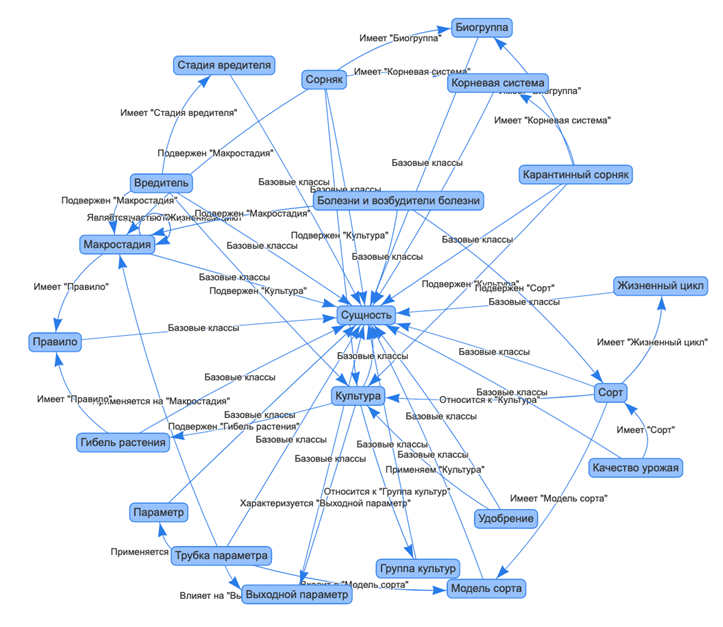 Биогруппа
Имеет "Биогруппа"
Стадия вредителя
Сорняк
Имеет "Корневая система"
Корневая система
Имеет "Стадия вредителя"
Имеет "Корневая система"
Подвержен "Макростадия"
Базовые классы
Карантинный сорняк
Вредитель
Базовые классы
Базовые классы
Подвержен "Макростадия"
Болезни и возбудители болезни
Подвержен "Макростадия"
Макростадия
Базовые классы
Подвержен "Культура"
Базовые классы
Базовые классы
Имеет "Правило"
Подвержен "Культура"
Подвержен "Культура"
Подвержен "Сорт"
Жизненный цикл
Базовые классы
Сущность
Базовые классы
Правило
Имеет "Жизненный цикл"
Базовые классы
Базовые классы
Базовые классы
Сорт
Имеет "Правило"
Применяется на "Макростадия"
Культура
Относится к "Культура"
Базовые классы
Базовые классы
Подвержен "Гибель растения"
Имеет "Сорт"
Гибель растения
Базовые классы
Базовые классы
Базовые классы
Базовые классы
Применяем "Культура"
Качество урожая
Относится к "Группа культур"
Имеет "Модель сорта"
Характеризуется "Выходной параметр"
Параметр
Удобрение
Применяется
Трубка параметра
Группа культур
Входит в "Модель сорта"
Модель сорта
Влияет на
Выходной параметр